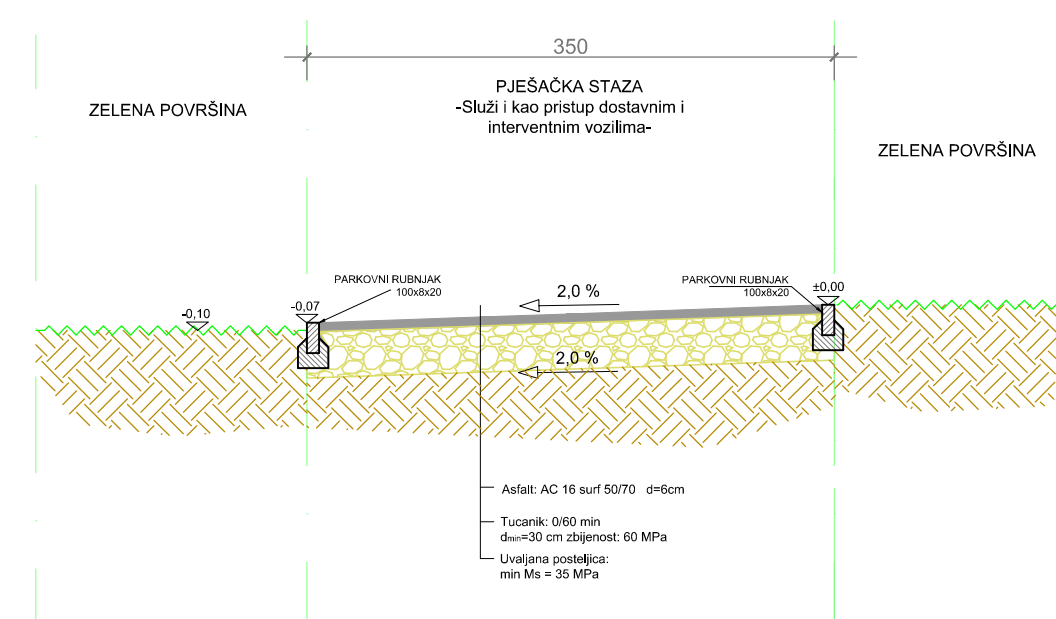 350
PJEŠAČKA STAZA
-Služi i kao pristup dostavnim i
interventnim vozilima-
ZELENA POVRŠINA
ZELENA POVRŠINA
PARKOVNI RUBNJAK
100x8x20
PARKOVNI RUBNJAK
100x8x20
±0,00
-0,07
-0,10
2,0 %
2,0 %
Asfalt: AC 16 surf 50/70 d=6cm
Tucanik: 0/60 min
dmin=30 cm zbijenost: 60 MPa
Uvaljana posteljica:
min Ms = 35 MPa